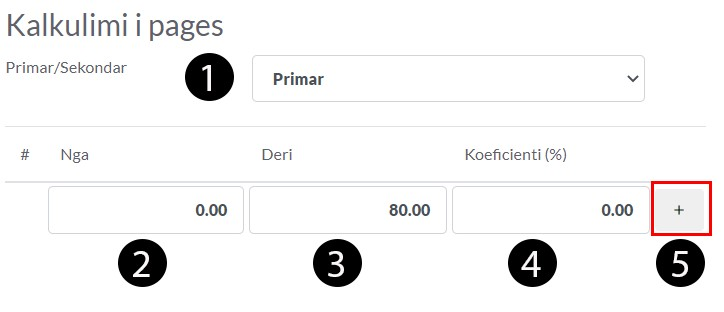 Kalkulimi i pages
Primar/Sekondar
1
Primar
# Nga Deri Koeficienti (%)
0.00 80.00 0.00 +
2 3 4 5